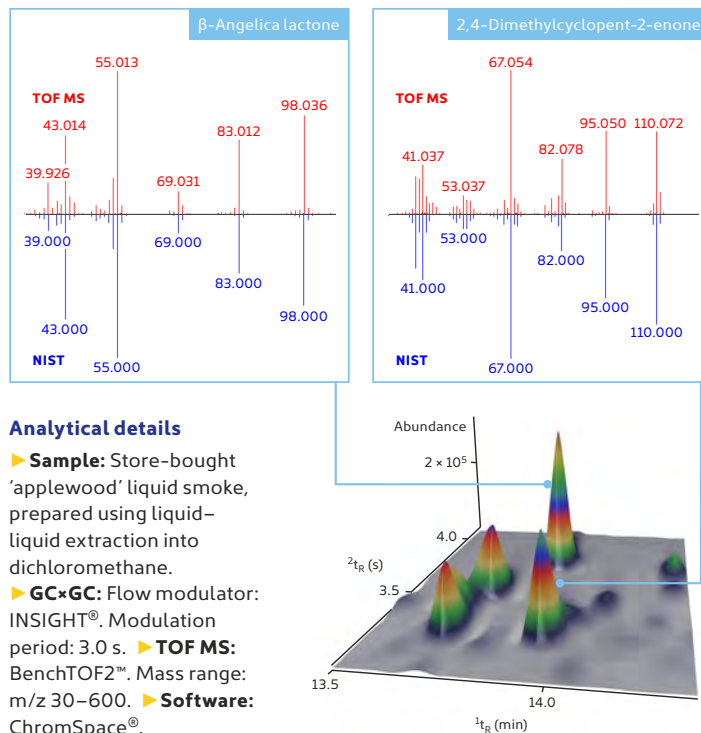 β-Angelica lactone
55.013
TOF MS
98.036
43.014
83.012
39.926
69.031
39.000
69.000
83.000
98.000
43.000
NIST
55.000
2,4-Dimethylcyclopent-2-enone
67.054
TOF MS
95.050
110.072
82.078
41.037
53.037
53.000
82.000
41.000
95.000
110.000
NIST
67.000
Analytical details
►Sample: Store-bought
‘applewood’ liquid smoke,
prepared using liquid–
liquid extraction into
dichloromethane.
►GC×GC: Flow modulator:
INSIGHT®. Modulation
period: 3.0 s. ►TOF MS:
BenchTOF2™. Mass range:
m/z 30–600. ►Software:
ChromSpace®.
Abundance
2 × 10⁵
4.0
²tR (s)
3.5
13.5
14.0
¹tR (min)